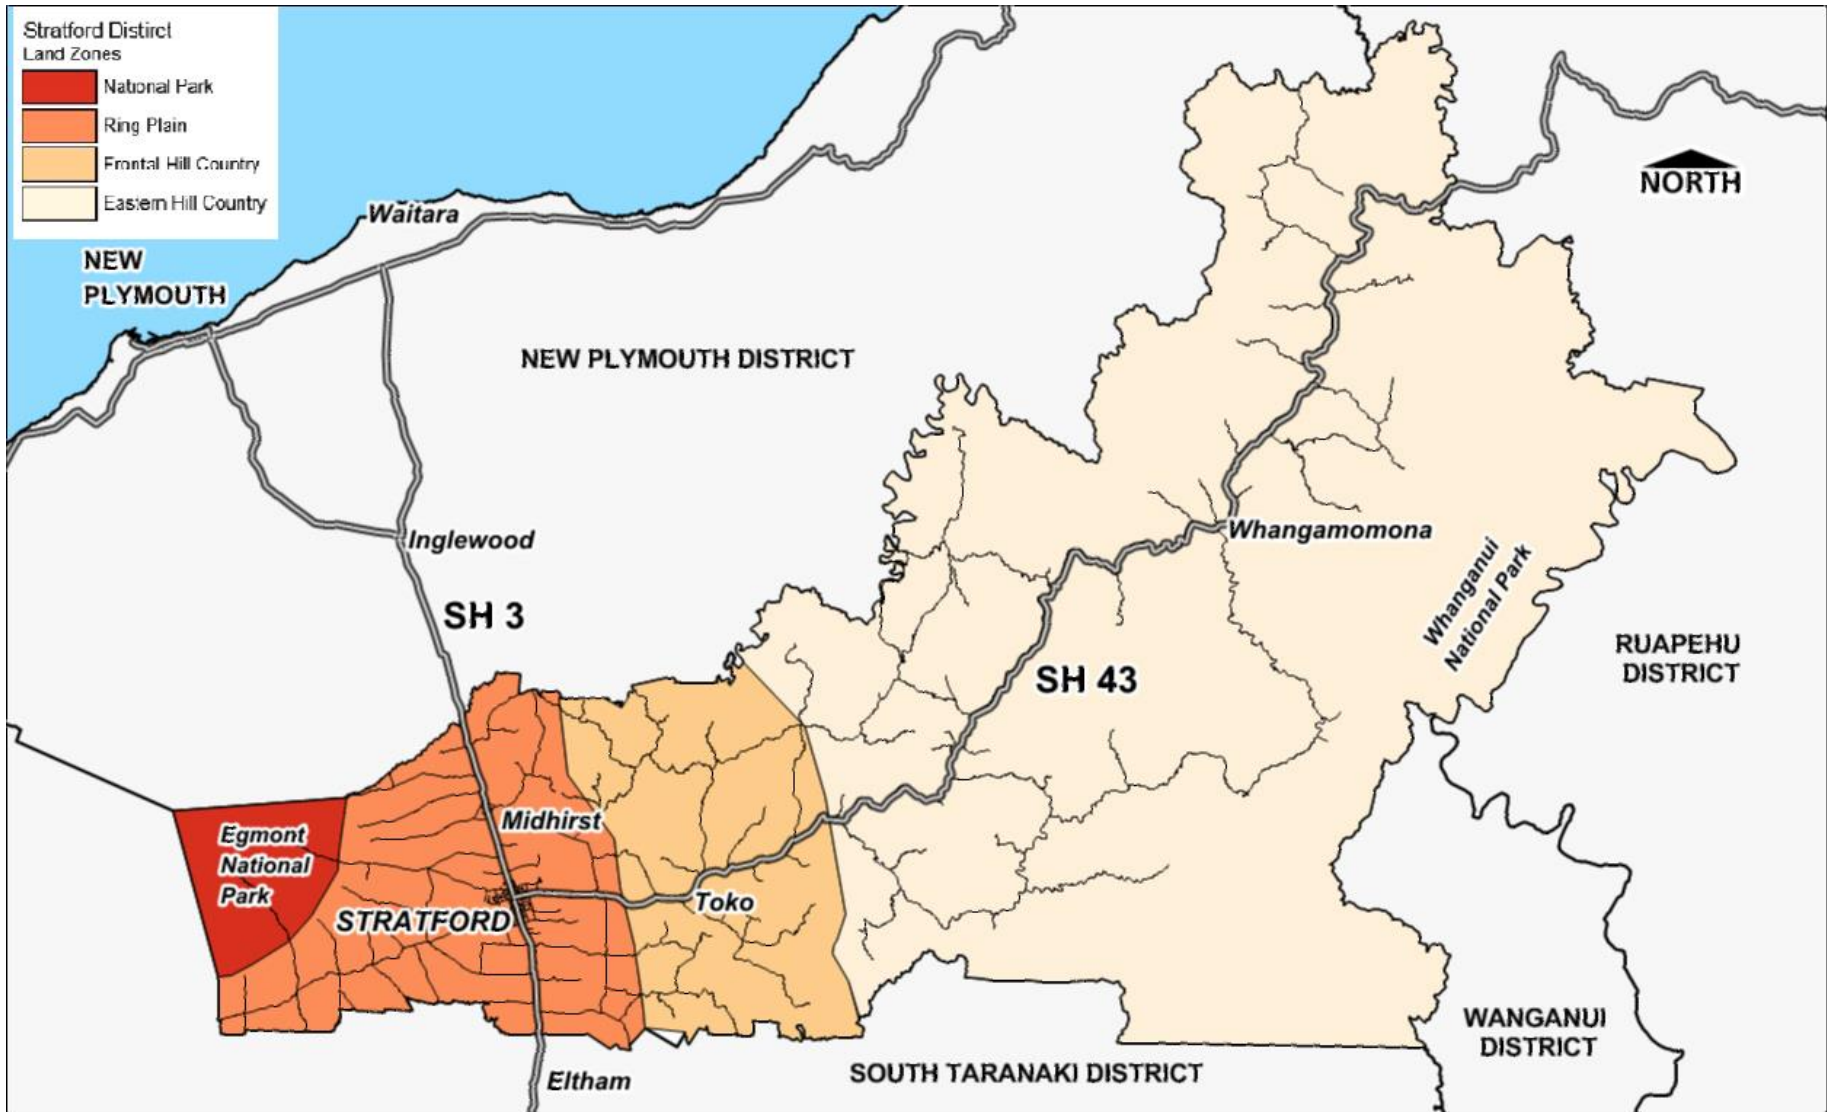 Stratford Distirct
Land Zones
National Park
Ring Plain
Frontal Hill Country
Eastern Hill Country
NORTH
Waitara
NEW
PLYMOUTH
NEW PLYMOUTH DISTRICT
Inglewood
Whangamomona
Whanganui
National Park
SH 3
RUAPEHU
DISTRICT
SH 43
Egmont
National
Park
Midhirst
STRATFORD
Toko
WANGANUI
DISTRICT
SOUTH TARANAKI DISTRICT
Eltham